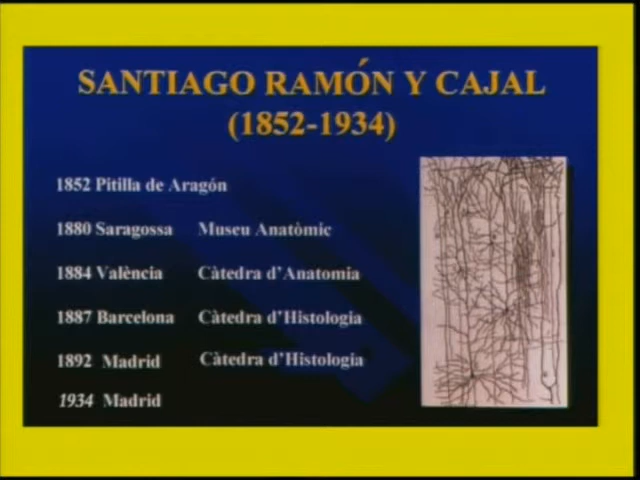 SANTIAGO RAMÓN Y CAJAL
(1852-1934)
1852 Pitilla de Aragón
1880 Saragossa Museu Anatòmic
1884 València Càtedra d'Anatomia
1887 Barcelona Càtedra d'Histologia
1892 Madrid Càtedra d'Histologia
1934 Madrid